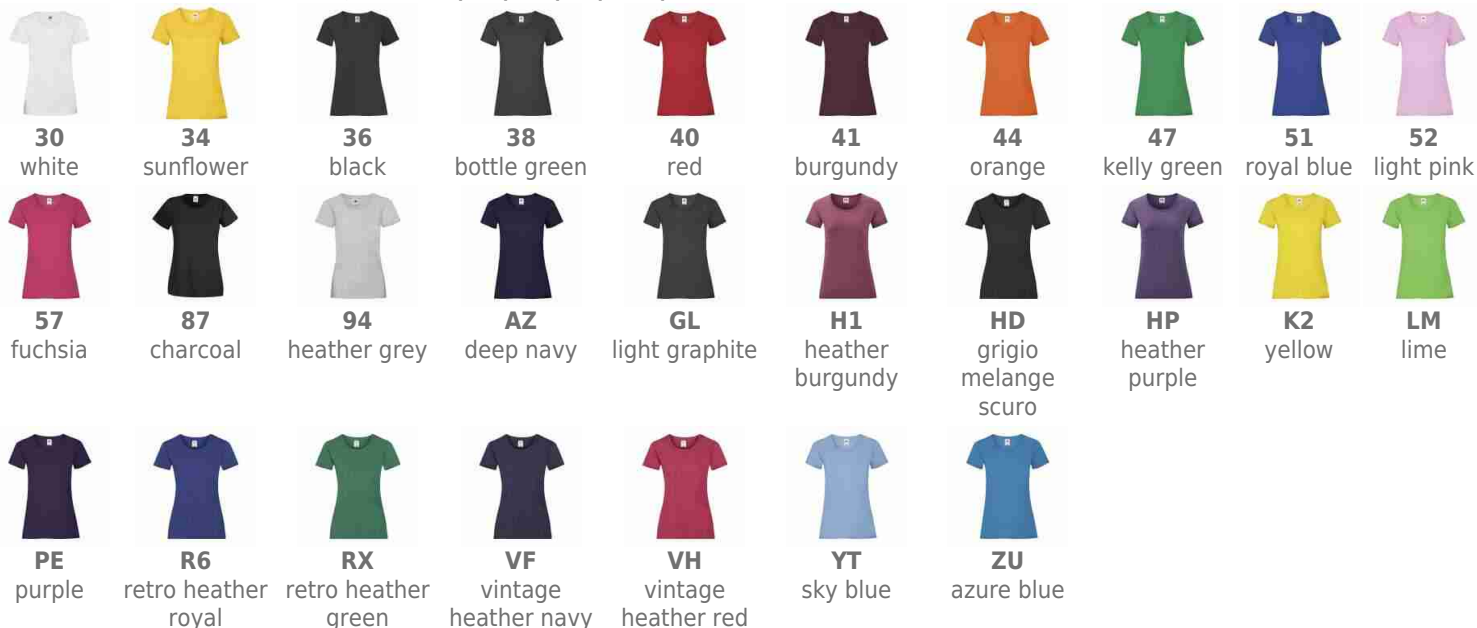 30 34 36 38 40 41 44 47 51 52
white sunflower black bottle green red burgundy orange kelly green royal blue light pink
57 87 94 AZ GL H1 HD HP K2 LM
fuchsia charcoal heather grey deep navy light graphite heather grigio heather yellow lime
burgundy melange purple
scuro
PE R6 RX VF VH YT ZU
purple retro heather retro heather vintage vintage sky blue azure blue
royal green heather navy heather red